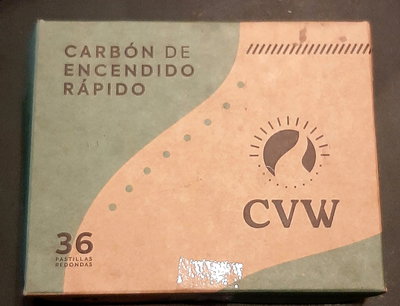 CARBÓN DE
ENCENDIDO
RÁPIDO
CVW
36
PASTILLAS
REDONDAS